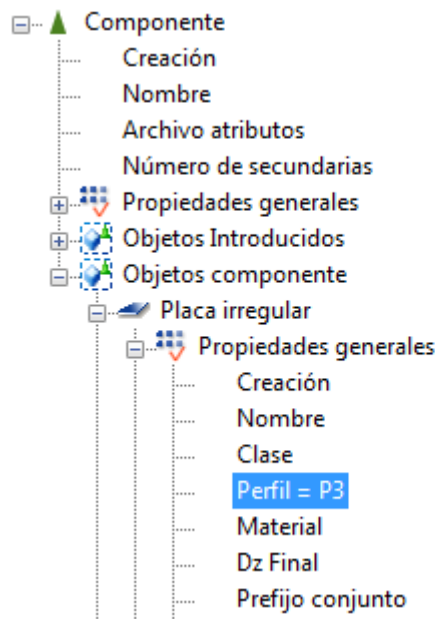 Componente
Creación
Nombre
Archivo atributos
Número de secundarias
Propiedades generales
Objetos Introducidos
Objetos componente
Placa irregular
Propiedades generales
Creación
Nombre
Clase
Perfil = P3
Material
Dz Final
Prefijo conjunto